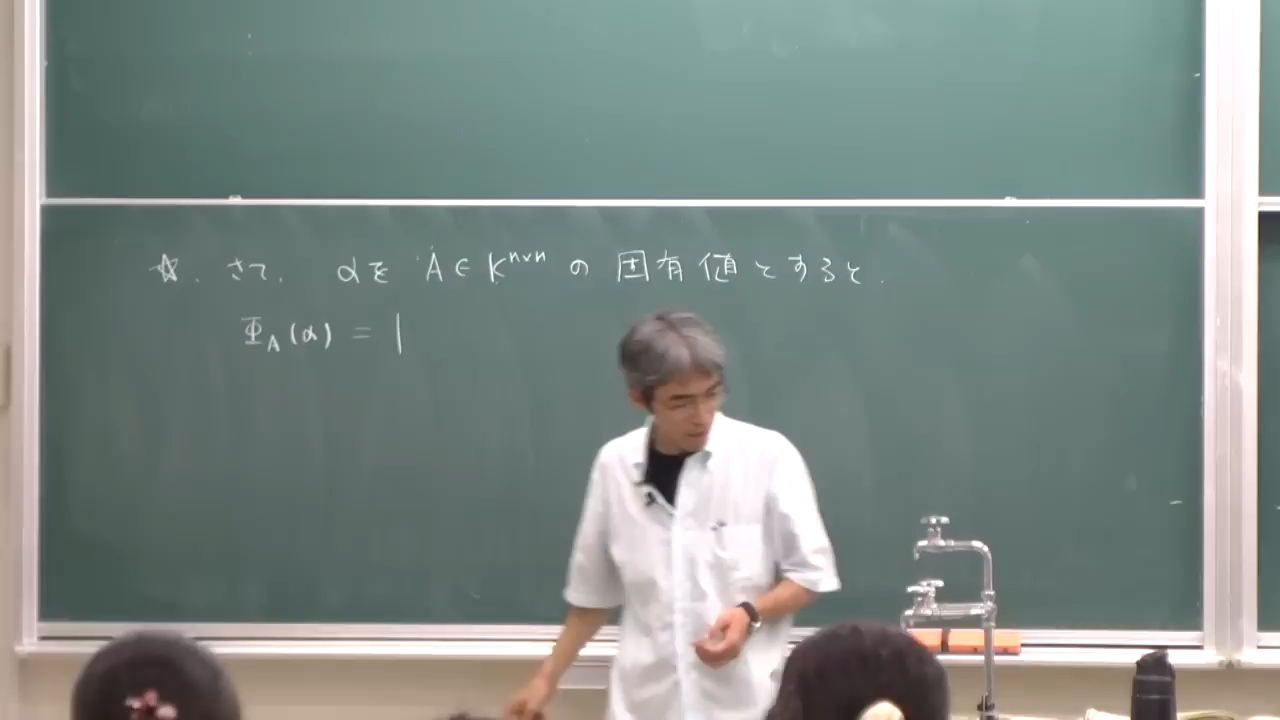 ☆. さて. αを A ∈ K^{n×n} の 固有値とすると.
Φ_A(α) = |